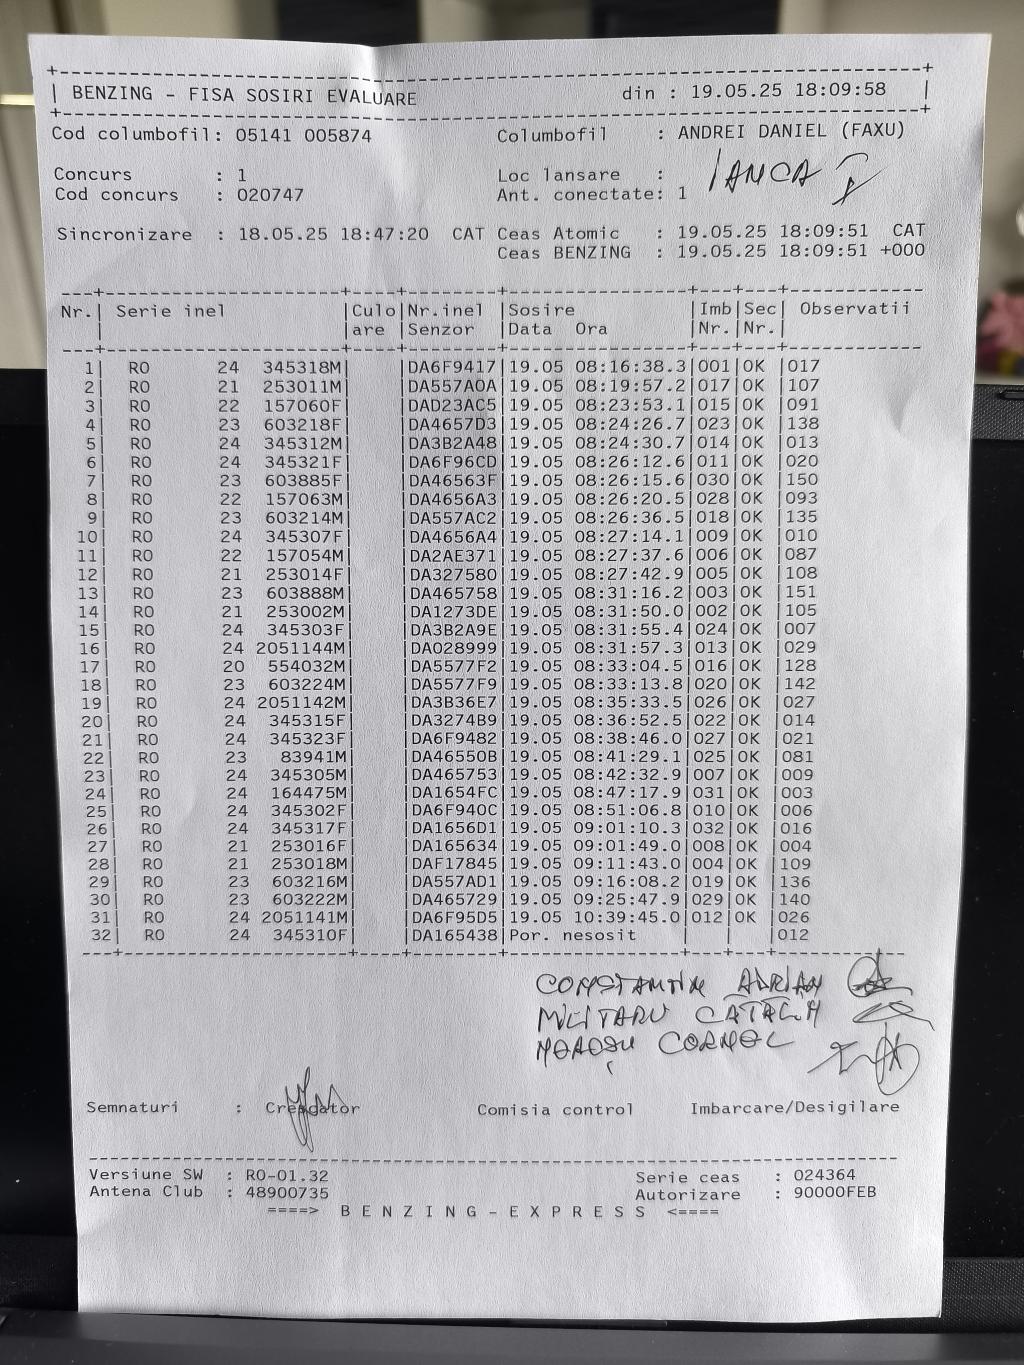 BENZING - FISA SOSIRI EVALUARE din : 19.05.25 18:09:58
Cod columbofil: 05141 005874 Columbofil : ANDREI DANIEL (FAXU)
Concurs : 1 Loc lansare : IANCA
Cod concurs : 020747 Ant. conectate: 1
Sincronizare : 18.05.25 18:47:20 CAT Ceas Atomic : 19.05.25 18:09:51 CAT
Ceas BENZING : 19.05.25 18:09:51 +000
Nr.| Serie inel |Culo|Nr.inel |Sosire |Imb|Sec| Observatii
| |are |Senzor |Data Ora |Nr.|Nr.|
1| RO 24 345318M| |DA6F9417|19.05 08:16:38.3|001|OK |017
2| RO 21 253011M| |DA557A0A|19.05 08:19:57.2|017|OK |107
3| RO 22 157060F| |DAD23AC5|19.05 08:23:53.1|015|OK |091
4| RO 23 603218F| |DA4657D3|19.05 08:24:26.7|023|OK |138
5| RO 24 345312M| |DA3B2A48|19.05 08:24:30.7|014|OK |013
6| RO 24 345321F| |DA6F96CD|19.05 08:26:12.6|011|OK |020
7| RO 23 603885F| |DA46563F|19.05 08:26:15.6|030|OK |150
8| RO 22 157063M| |DA4656A3|19.05 08:26:20.5|028|OK |093
9| RO 23 603214M| |DA557AC2|19.05 08:26:36.5|018|OK |135
10| RO 24 345307F| |DA4656A4|19.05 08:27:14.1|009|OK |010
11| RO 22 157054M| |DA2AE371|19.05 08:27:37.6|006|OK |087
12| RO 21 253014F| |DA327580|19.05 08:27:42.9|005|OK |108
13| RO 23 603888M| |DA465758|19.05 08:31:16.2|003|OK |151
14| RO 21 253002M| |DA1273DE|19.05 08:31:50.0|002|OK |105
15| RO 24 345303F| |DA3B2A9E|19.05 08:31:55.4|024|OK |007
16| RO 24 2051144M| |DA028999|19.05 08:31:57.3|013|OK |029
17| RO 20 554032M| |DA5577F2|19.05 08:33:04.5|016|OK |128
18| RO 23 603224M| |DA5577F9|19.05 08:33:13.8|020|OK |142
19| RO 24 2051142M| |DA3B36E7|19.05 08:35:33.5|026|OK |027
20| RO 24 345315F| |DA3274B9|19.05 08:36:52.5|022|OK |014
21| RO 24 345323F| |DA6F9482|19.05 08:38:46.0|027|OK |021
22| RO 23 83941M| |DA46550B|19.05 08:41:29.1|025|OK |081
23| RO 24 345305M| |DA465753|19.05 08:42:32.9|007|OK |009
24| RO 24 164475M| |DA1654FC|19.05 08:47:17.9|031|OK |003
25| RO 24 345302F| |DA6F940C|19.05 08:51:06.8|010|OK |006
26| RO 24 345317F| |DA1656D1|19.05 09:01:10.3|032|OK |016
27| RO 21 253016F| |DA165634|19.05 09:01:49.0|008|OK |004
28| RO 21 253018M| |DAF17845|19.05 09:11:43.0|004|OK |109
29| RO 23 603216M| |DA557AD1|19.05 09:16:08.2|019|OK |136
30| RO 23 603222M| |DA465729|19.05 09:25:47.9|029|OK |140
31| RO 24 2051141M| |DA6F95D5|19.05 10:39:45.0|012|OK |026
32| RO 24 345310F| |DA165438|Por. nesosit | | |012
CONSTANTIN ADRIAN
MILITARU CATALIN
CORNEL
Semnaturi : Crescator Comisia control Imbarcare/Desigilare
Versiune SW : RO-01.32 Serie ceas : 024364
Antena Club : 48900735 Autorizare : 90000FEB
====> B E N Z I N G - E X P R E S S <====